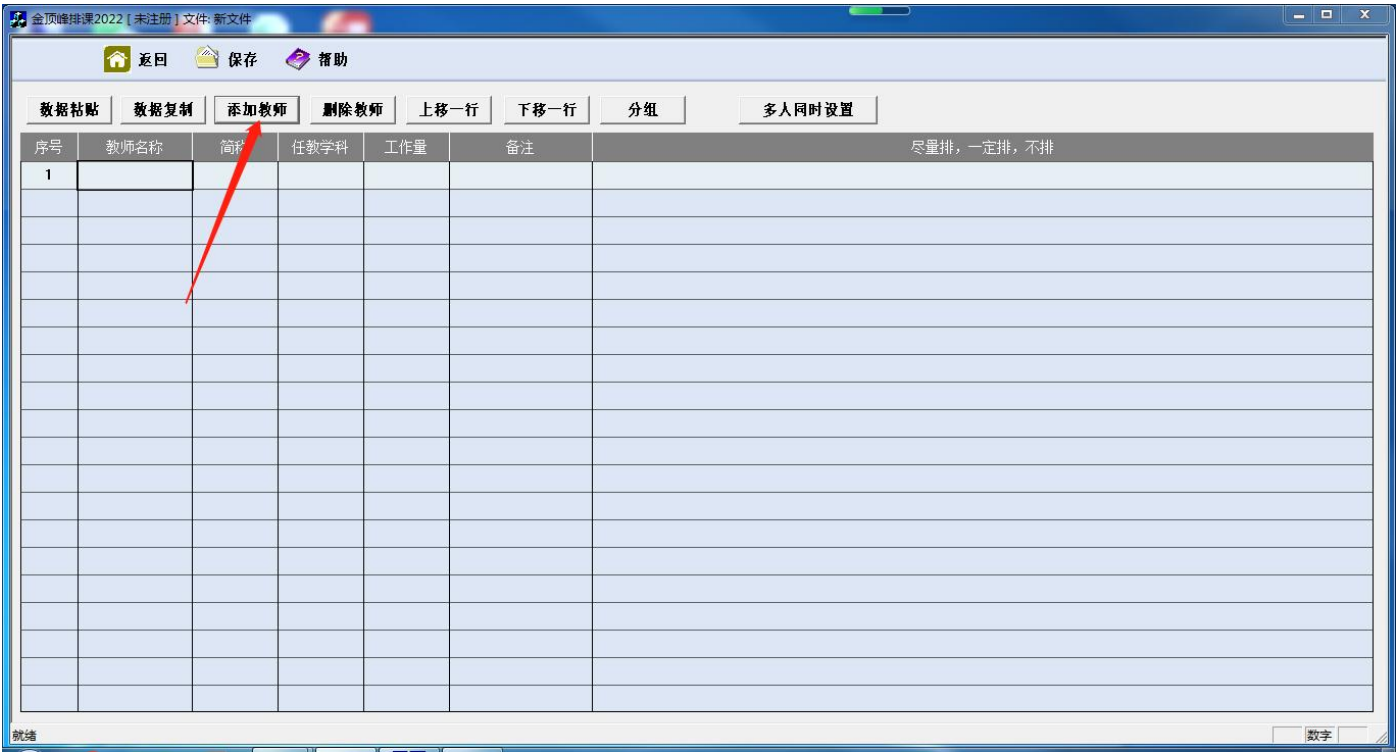 金顶峰排课2022 [ 未注册 ] 文件: 新文件
返回 保存 帮助
数据粘贴 数据复制 添加教师 删除教师 上移一行 下移一行 分组 多人同时设置
序号 教师名称 简称 任教学科 工作量 备注 尽量排，一定排，不排
1
就绪 数字